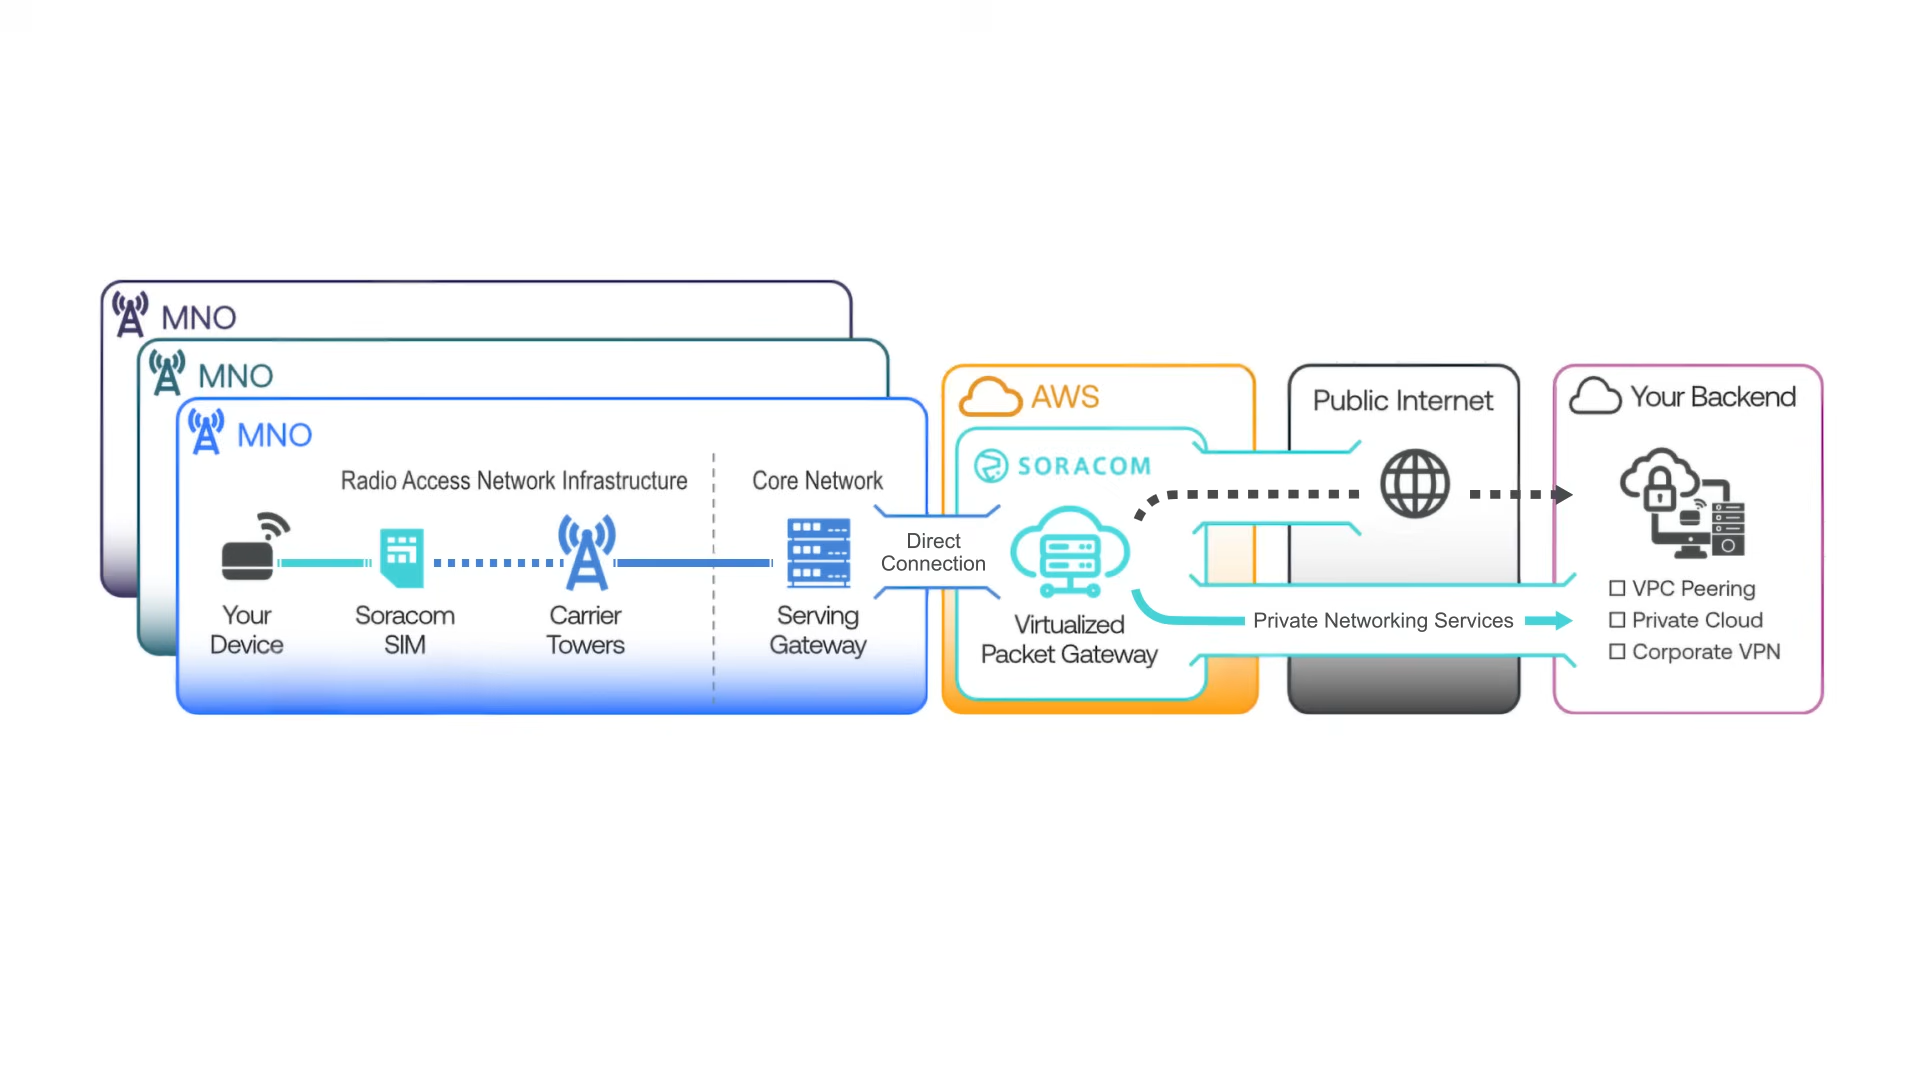 MNO
MNO
MNO
Radio Access Network Infrastructure
Core Network
Your
Device
Soracom
SIM
Carrier
Towers
Serving
Gateway
Direct
Connection
AWS
SORACOM
Virtualized
Packet Gateway
Public Internet
Private Networking Services
Your Backend
VPC Peering
Private Cloud
Corporate VPN